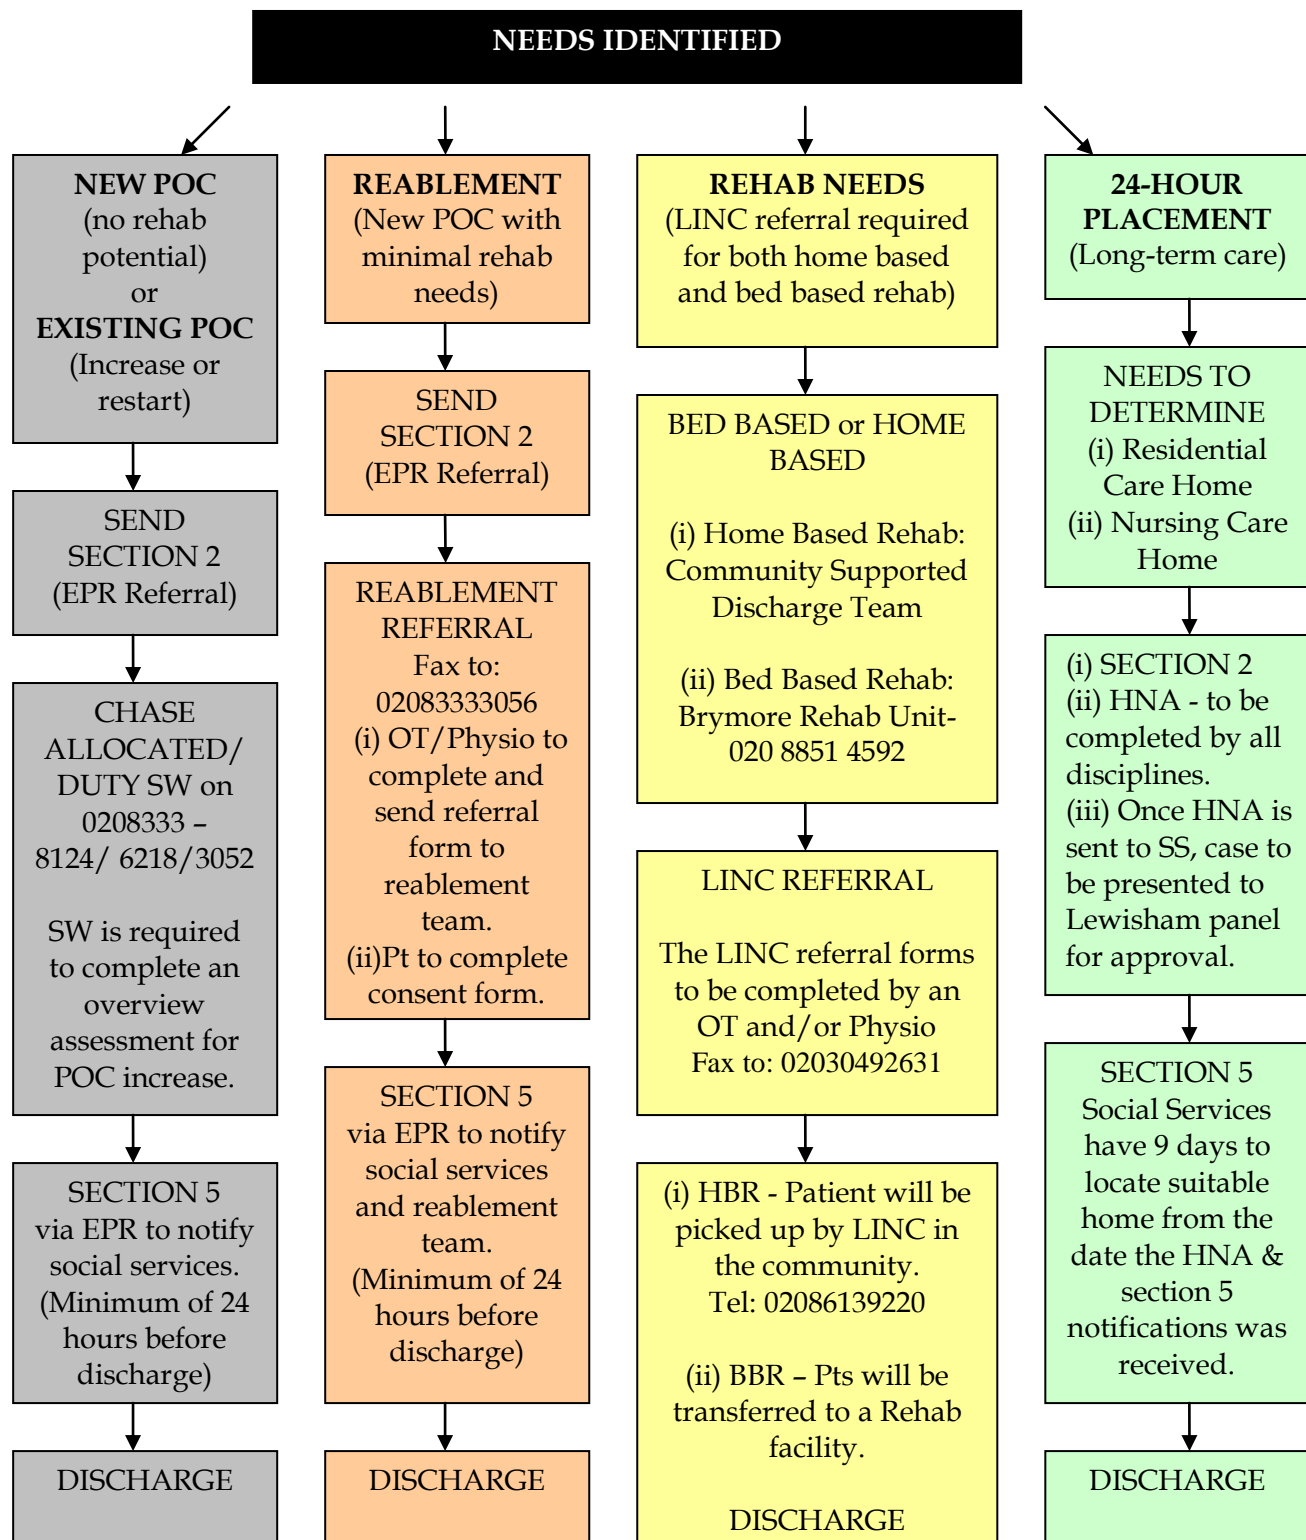 NEEDS IDENTIFIED
NEW POC
(no rehab
potential)
or
EXISTING POC
(Increase or
restart)
SEND
SECTION 2
(EPR Referral)
CHASE
ALLOCATED/
DUTY SW on
0208333 –
8124/ 6218/3052
SW is required
to complete an
overview
assessment for
POC increase.
SECTION 5
via EPR to notify
social services.
(Minimum of 24
hours before
discharge)
DISCHARGE
REABLEMENT
(New POC with
minimal rehab
needs)
SEND
SECTION 2
(EPR Referral)
REABLEMENT
REFERRAL
Fax to:
02083333056
(i) OT/Physio to
complete and
send referral
form to
reablement
team.
(ii)Pt to complete
consent form.
SECTION 5
via EPR to notify
social services
and reablement
team.
(Minimum of 24
hours before
discharge)
DISCHARGE
REHAB NEEDS
(LINC referral required
for both home based
and bed based rehab)
BED BASED or HOME
BASED
(i) Home Based Rehab:
Community Supported
Discharge Team
(ii) Bed Based Rehab:
Brymore Rehab Unit-
020 8851 4592
LINC REFERRAL
The LINC referral forms
to be completed by an
OT and/or Physio
Fax to: 02030492631
(i) HBR - Patient will be
picked up by LINC in
the community.
Tel: 02086139220
(ii) BBR – Pts will be
transferred to a Rehab
facility.
DISCHARGE
24-HOUR
PLACEMENT
(Long-term care)
NEEDS TO
DETERMINE
(i) Residential
Care Home
(ii) Nursing Care
Home
(i) SECTION 2
(ii) HNA - to be
completed by all
disciplines.
(iii) Once HNA is
sent to SS, case to
be presented to
Lewisham panel
for approval.
SECTION 5
Social Services
have 9 days to
locate suitable
home from the
date the HNA &
section 5
notifications was
received.
DISCHARGE